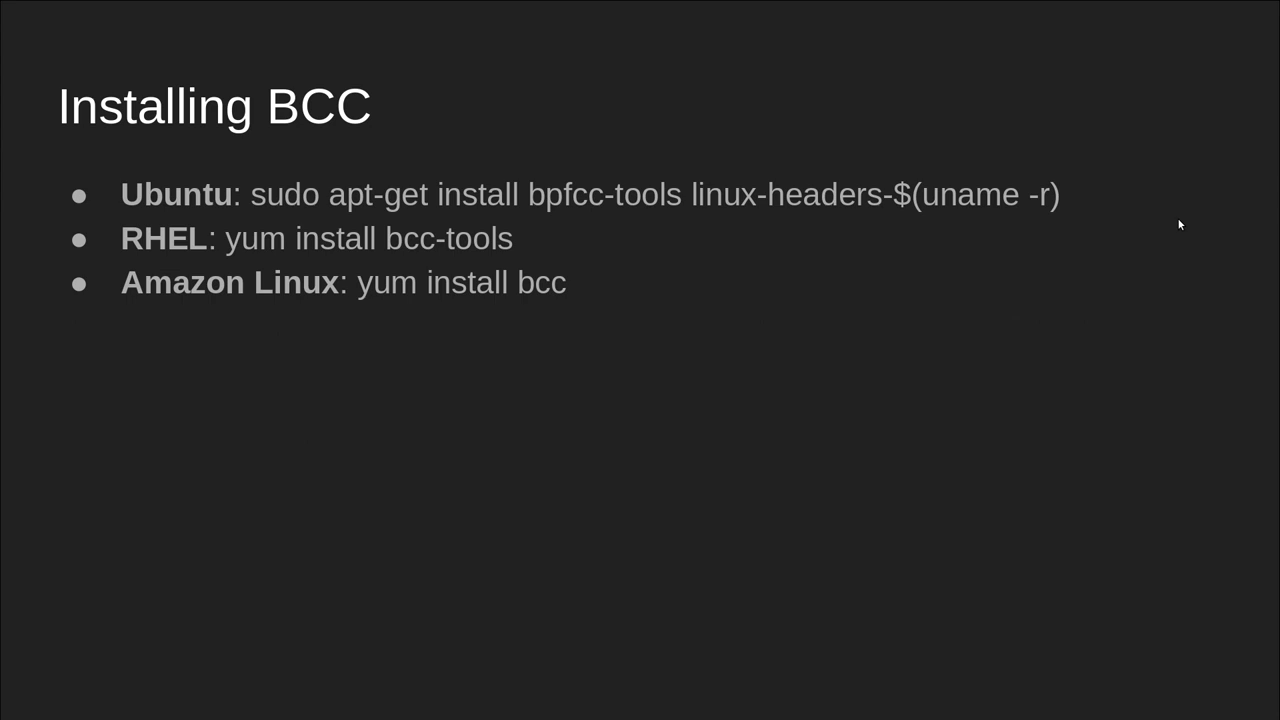 Installing BCC
● Ubuntu: sudo apt-get install bpfcc-tools linux-headers-$(uname -r)
● RHEL: yum install bcc-tools
● Amazon Linux: yum install bcc